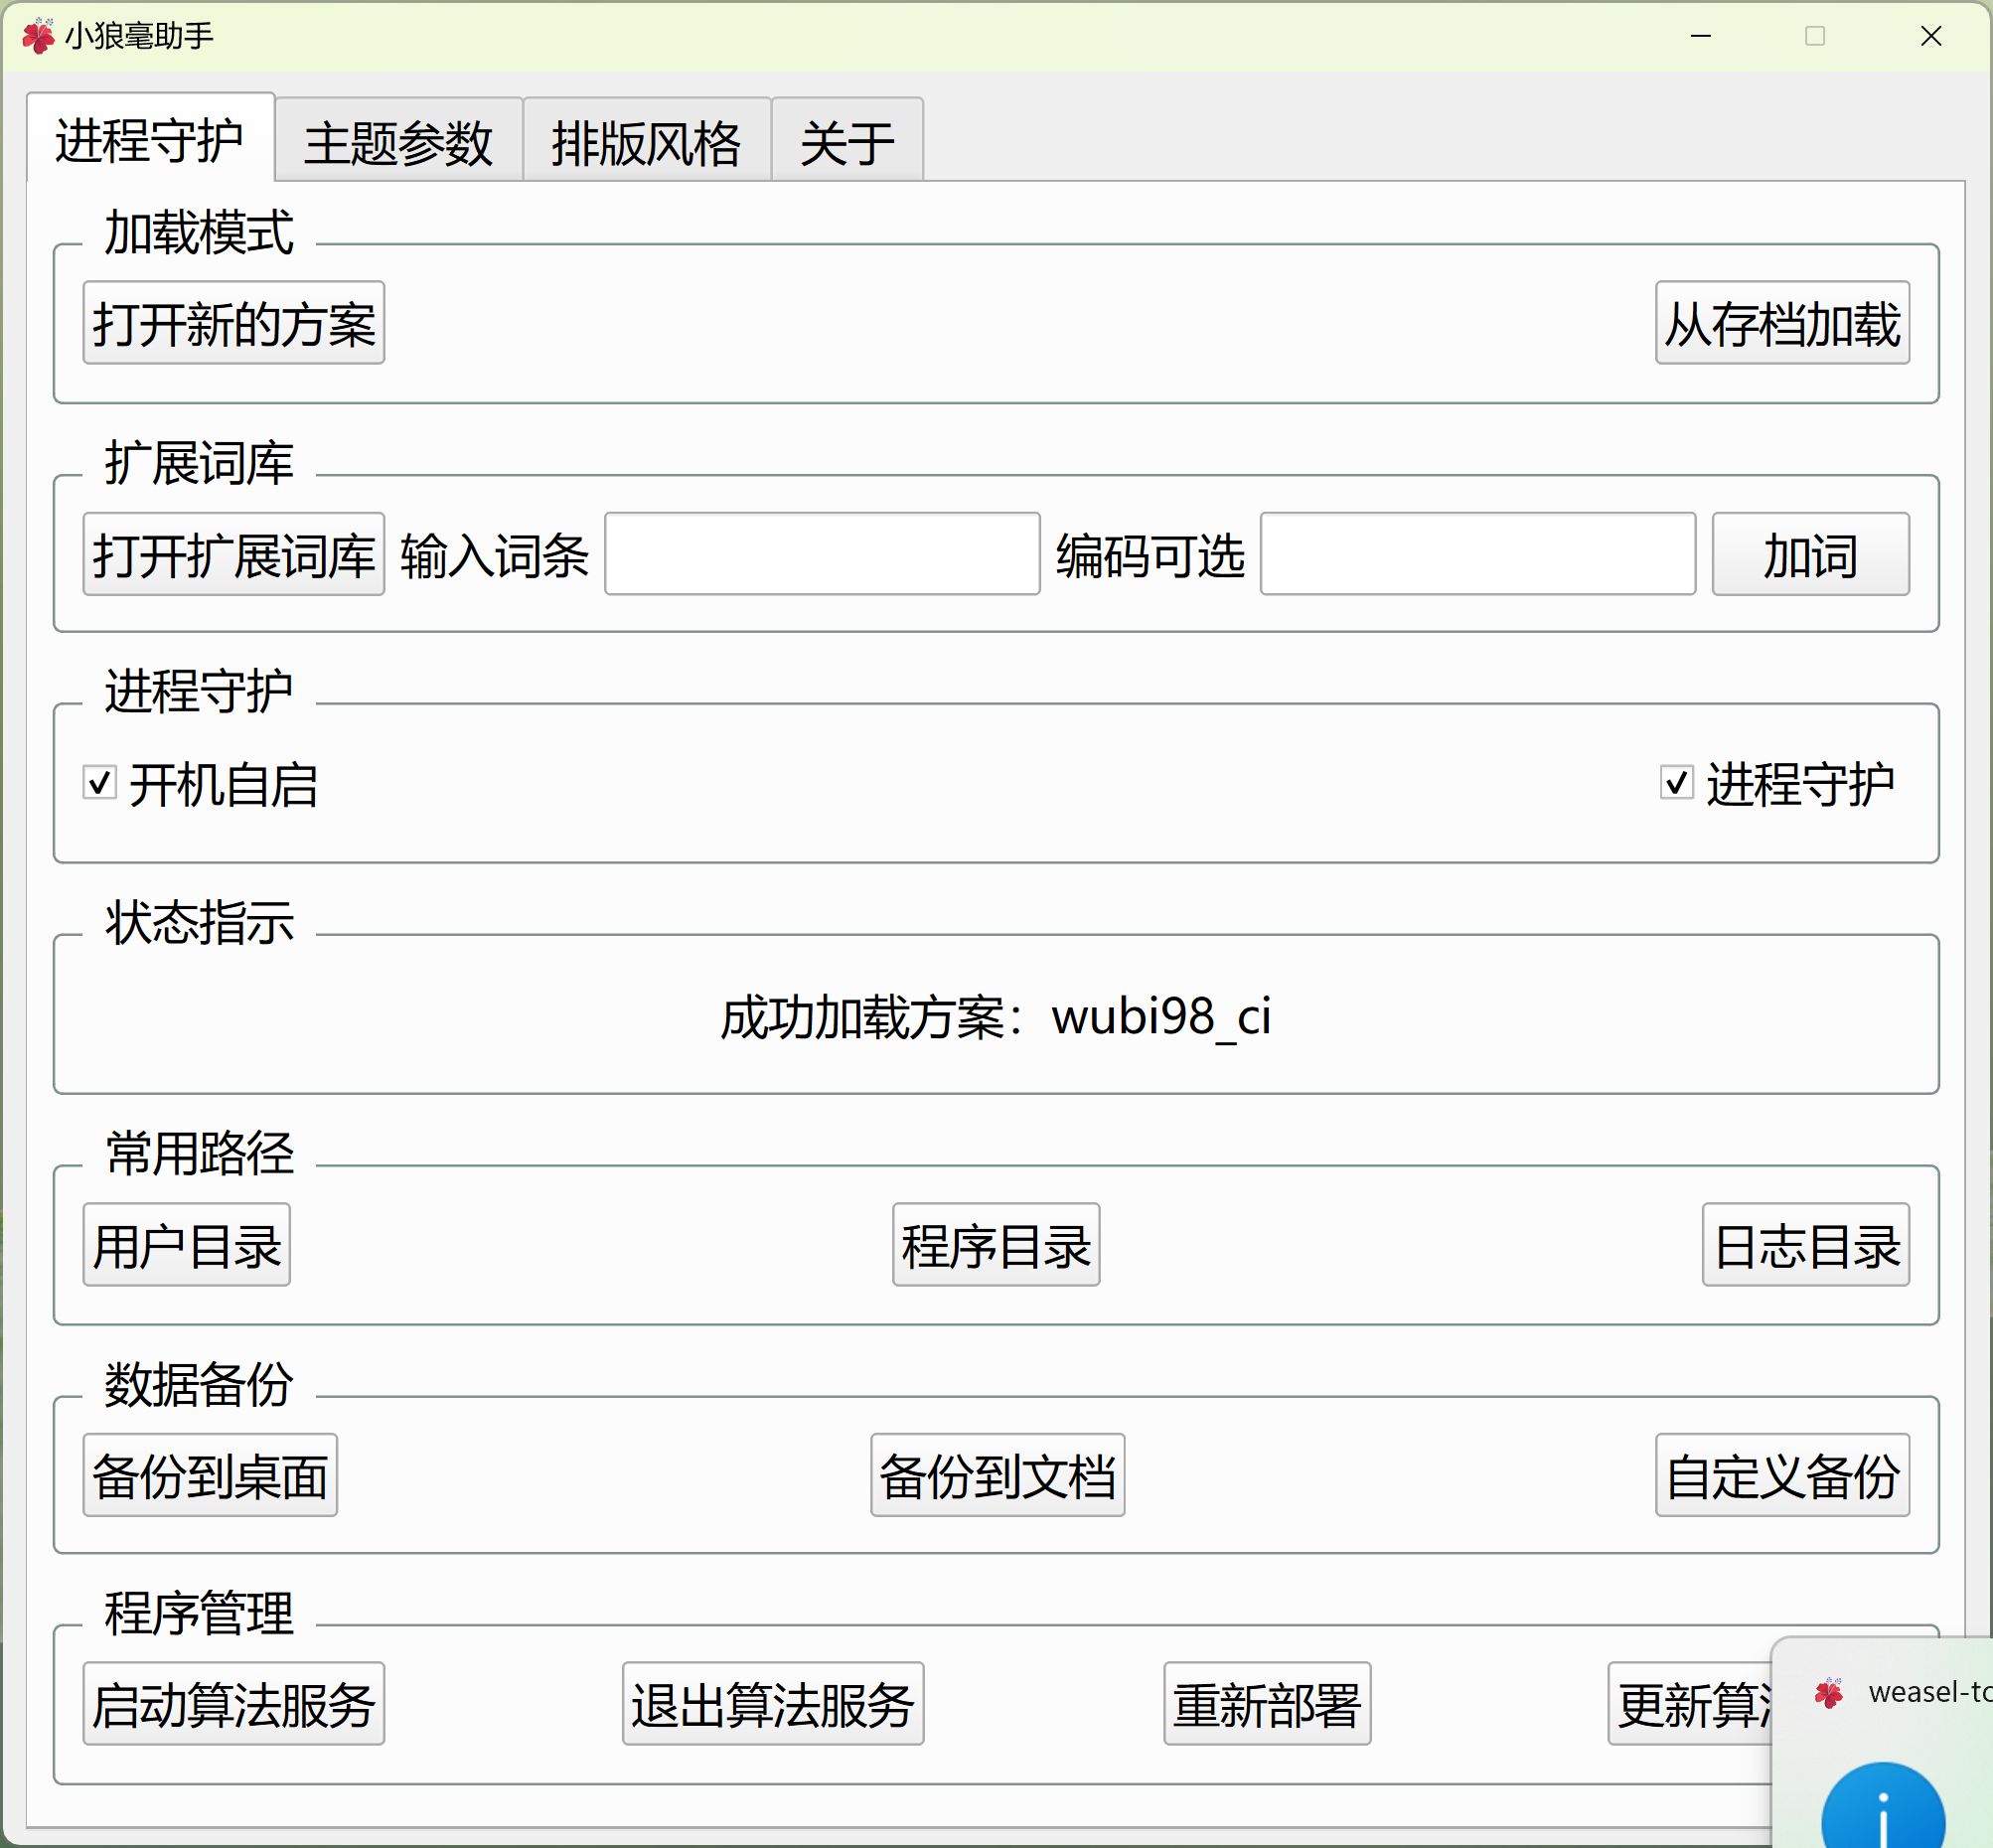 小狼毫助手
进程守护 主题参数 排版风格 关于
加载模式
打开新的方案 从存档加载
扩展词库
打开扩展词库 输入词条 编码可选 加词
进程守护
开机自启 进程守护
状态指示
成功加载方案：wubi98_ci
常用路径
用户目录 程序目录 日志目录
数据备份
备份到桌面 备份到文档 自定义备份
程序管理
启动算法服务 退出算法服务 重新部署 更新算
weasel-to